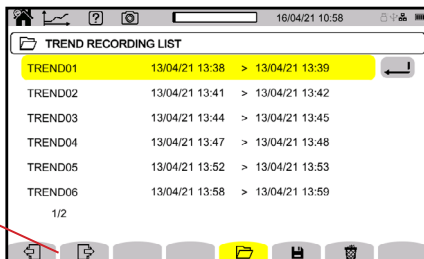 ? 16/04/21 10:58
TREND RECORDING LIST
TREND01 13/04/21 13:38 > 13/04/21 13:39
TREND02 13/04/21 13:41 > 13/04/21 13:42
TREND03 13/04/21 13:44 > 13/04/21 13:45
TREND04 13/04/21 13:47 > 13/04/21 13:48
TREND05 13/04/21 13:52 > 13/04/21 13:53
TREND06 13/04/21 13:58 > 13/04/21 13:59
1/2